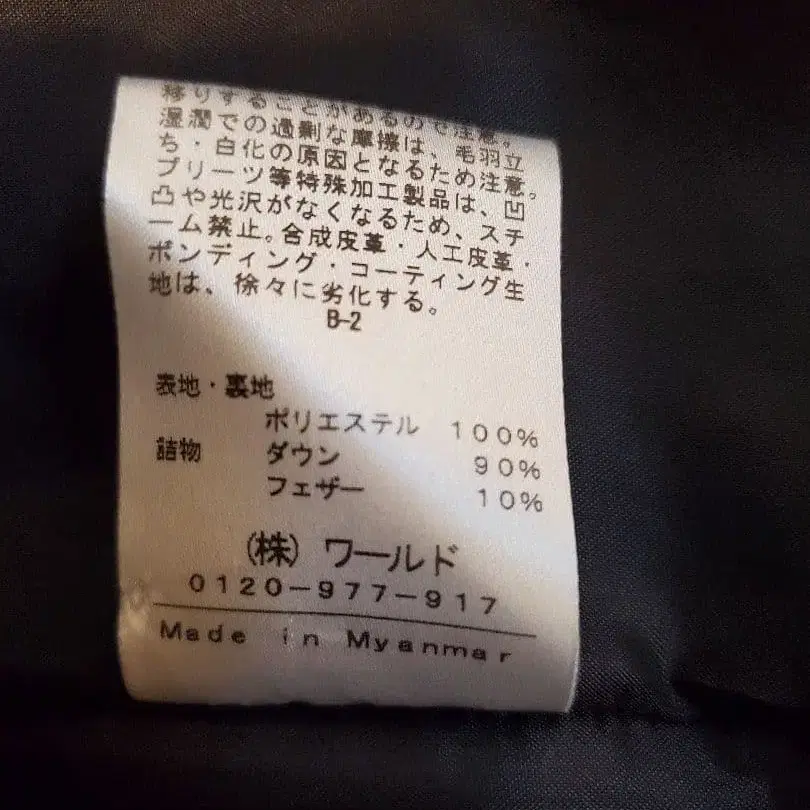 移りすることがあるので注意。
湿潤での過剰な摩擦は、毛羽立
ち・白化の原因となるため注意。
プリーツ等特殊加工製品は、凹
凸や光沢がなくなるため、スチ
ーム禁止。合成皮革・人工皮革・
ボンディング・コーティング生
地は、徐々に劣化する。
B-2
表地・裏地
ポリエステル 100%
詰物 ダウン 90%
フェザー 10%
(株) ワールド
0120-977-917
Made in Myanmar